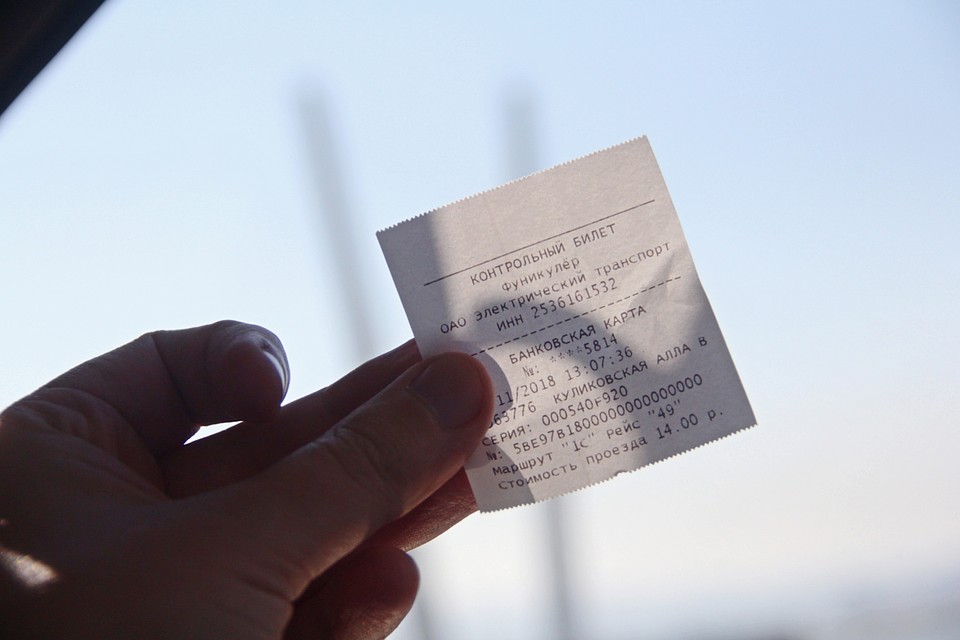 КОНТРОЛЬНЫЙ БИЛЕТ
Фуникулёр
ОАО электрический транспорт
ИНН 2536161532
БАНКОВСКАЯ КАРТА
№: ****5814
11/2018 13:07:36
63776 КУЛИКОВСКАЯ АЛЛА В
СЕРИЯ: 000540F920
№: 5BE97B180000000000000
Маршрут "1С" Рейс "49"
Стоимость проезда 14.00 р.